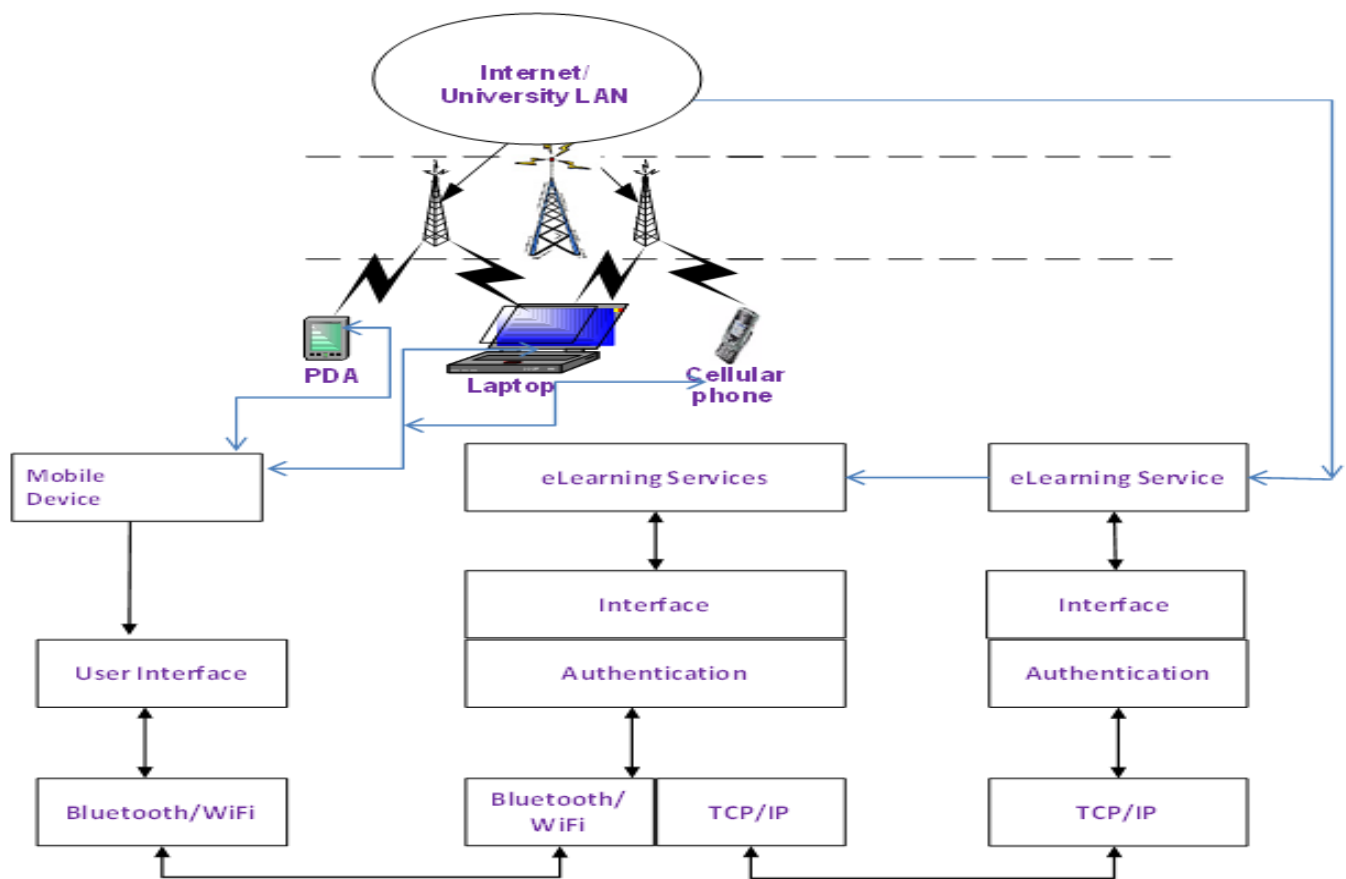 Internet/
University LAN
PDA
Laptop
Cellular
phone
Mobile
Device
eLearning Services
eLearning Service
Interface
Interface
User Interface
Authentication
Authentication
Bluetooth/WiFi
Bluetooth/
WiFi
TCP/IP
TCP/IP